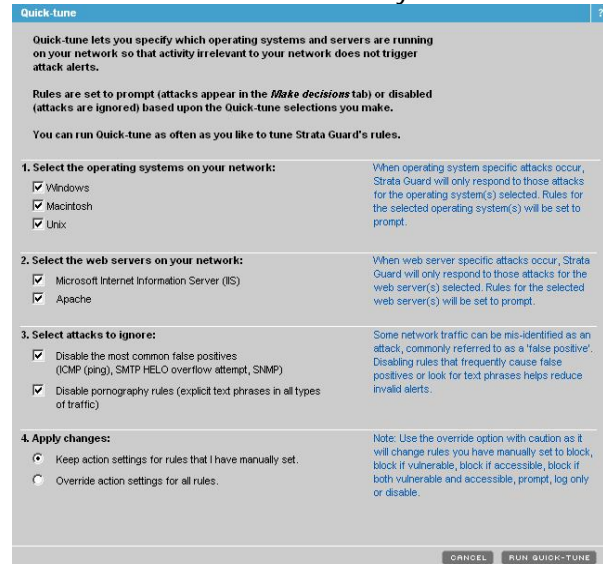 Quick-tune
?
Quick-tune lets you specify which operating systems and servers are running
on your network so that activity irrelevant to your network does not trigger
attack alerts.
Rules are set to prompt (attacks appear in the Make decisions tab) or disabled
(attacks are ignored) based upon the Quick-tune selections you make.
You can run Quick-tune as often as you like to tune Strata Guard's rules.
1. Select the operating systems on your network:
Windows
Macintosh
Unix
When operating system specific attacks occur,
Strata Guard will only respond to those attacks
for the operating system(s) selected. Rules for
the selected operating system(s) will be set to
prompt.
2. Select the web servers on your network:
Microsoft Internet Information Server (IIS)
Apache
When web server specific attacks occur, Strata
Guard will only respond to those attacks for the
web server(s) selected. Rules for the selected
web server(s) will be set to prompt.
3. Select attacks to ignore:
Disable the most common false positives
(ICMP (ping), SMTP HELO overflow attempt, SNMP)
Disable pornography rules (explicit text phrases in all types
of traffic)
Some network traffic can be mis-identified as an
attack, commonly referred to as a 'false positive'.
Disabling rules that frequently cause false
positives or look for text phrases helps reduce
invalid alerts.
4. Apply changes:
Keep action settings for rules that I have manually set.
Override action settings for all rules.
Note: Use the override option with caution as it
will change rules you have manually set to block,
block if vulnerable, block if accessible, block if
both vulnerable and accessible, prompt, log only
or disable.
CANCEL
RUN QUICK-TUNE